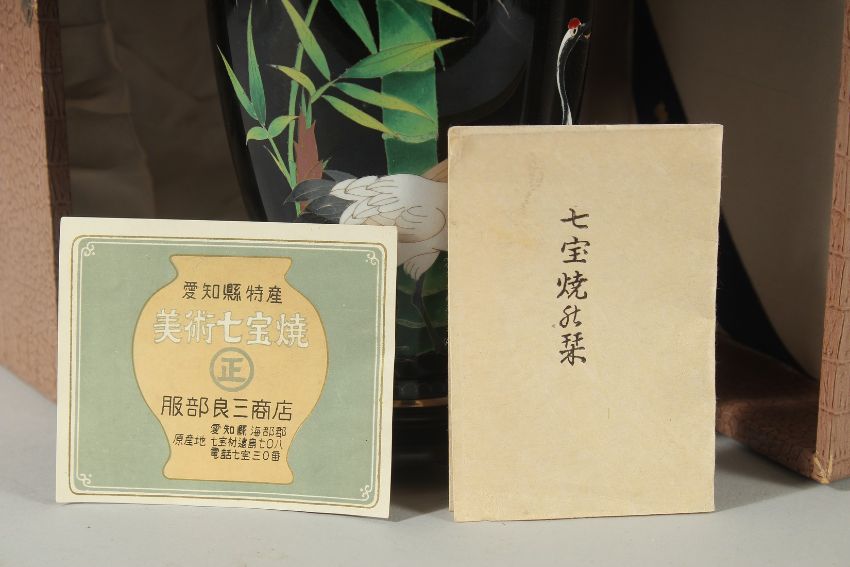 愛知縣特産
美術七宝焼
正
服部良三商店
愛知縣海部郡
原産地 七宝村遠島七〇八
電話七宝三〇番
七宝焼の栞